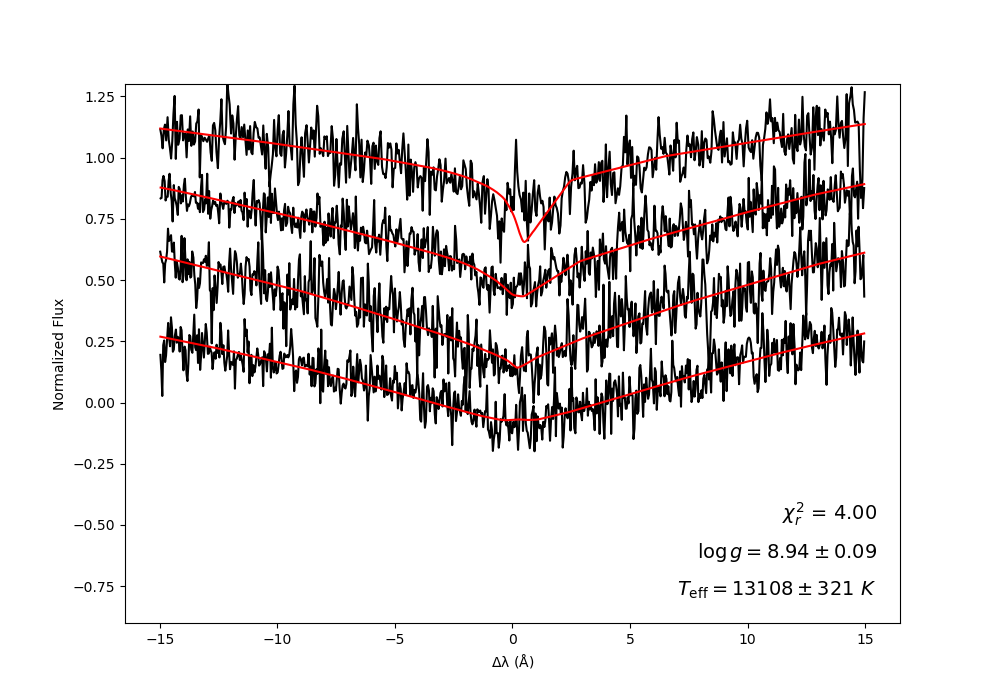 1.25
1.00
0.75
0.50
0.25
0.00
−0.25
−0.50
−0.75
Normalized Flux
−15 −10 −5 0 5 10 15
Δλ (Å)
χ²ᵣ = 4.00
log g = 8.94 ± 0.09
T_eff = 13108 ± 321 K